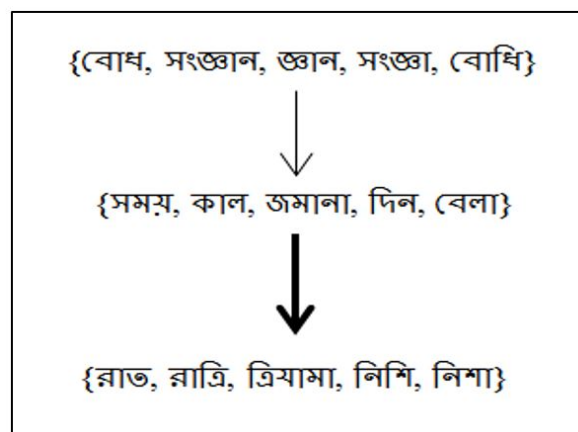 {বোধ, সংজ্ঞান, জ্ঞান, সংজ্ঞা, বোধি}
{সময়, কাল, জমানা, দিন, বেলা}
{রাত, রাত্রি, ত্রিযামা, নিশি, নিশা}